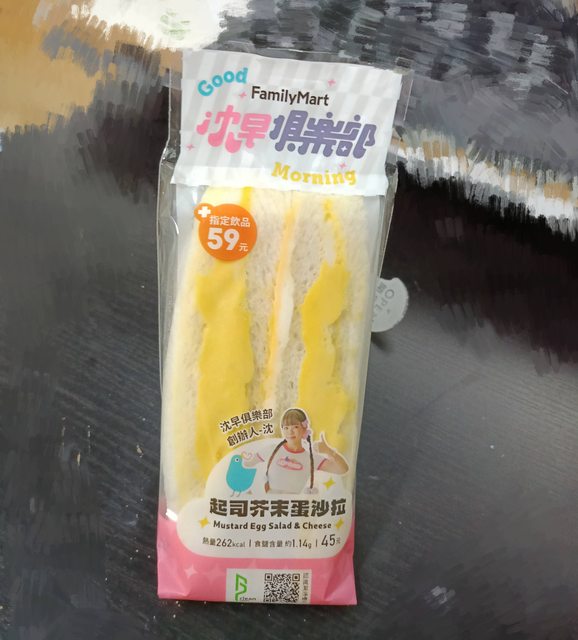 Good
FamilyMart
沈早俱樂部
Morning
+指定飲品
59元
沈早俱樂部
創辦人-沈
起司芥末蛋沙拉
Mustard Egg Salad & Cheese
熱量262kcal | 食鹽含量 約1.14g | 45元
clean